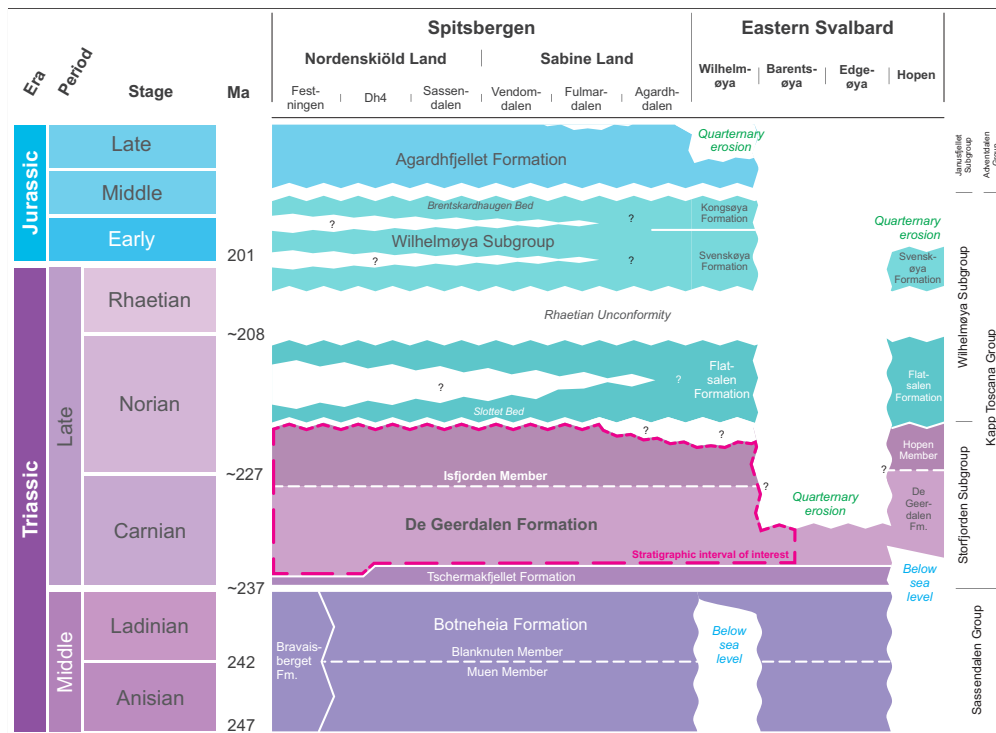 Spitsbergen
Eastern Svalbard
Nordenskiöld Land
Sabine Land
Wilhelm-
øya
Barents-
øya
Edge-
øya
Hopen
Era
Period
Stage
Ma
Fest-
ningen
Dh4
Sassen-
dalen
Vendom-
dalen
Fulmar-
dalen
Agardh-
dalen
Jurassic
Late
Middle
Early
201
Agardhfjellet Formation
Quarternary
erosion
Janusfjellet
Subgroup
Adventdalen
Group
Brentskardhaugen Bed
?
?
Kongsøya
Formation
Quarternary
erosion
Wilhelmøya Subgroup
?
?
Svenskøya
Formation
Svensk-
øya
Formation
Triassic
Late
Rhaetian
~208
Rhaetian Unconformity
Wilhelmøya Subgroup
Kapp Toscana Group
Norian
~227
?
?
Flat-
salen
Formation
Flat-
salen
Formation
Slottet Bed
?
?
Isfjorden Member
Hopen
Member
?
?
Carnian
~237
De Geerdalen Formation
Quarternary
erosion
De
Geer-
dalen
Fm.
Storfjorden Subgroup
Stratigraphic interval of interest
Tschermakfjellet Formation
Below
sea
level
Middle
Ladinian
242
Anisian
247
Bravais-
berget
Fm.
Botneheia Formation
Blanknuten Member
Muen Member
Below
sea
level
Sassendalen Group